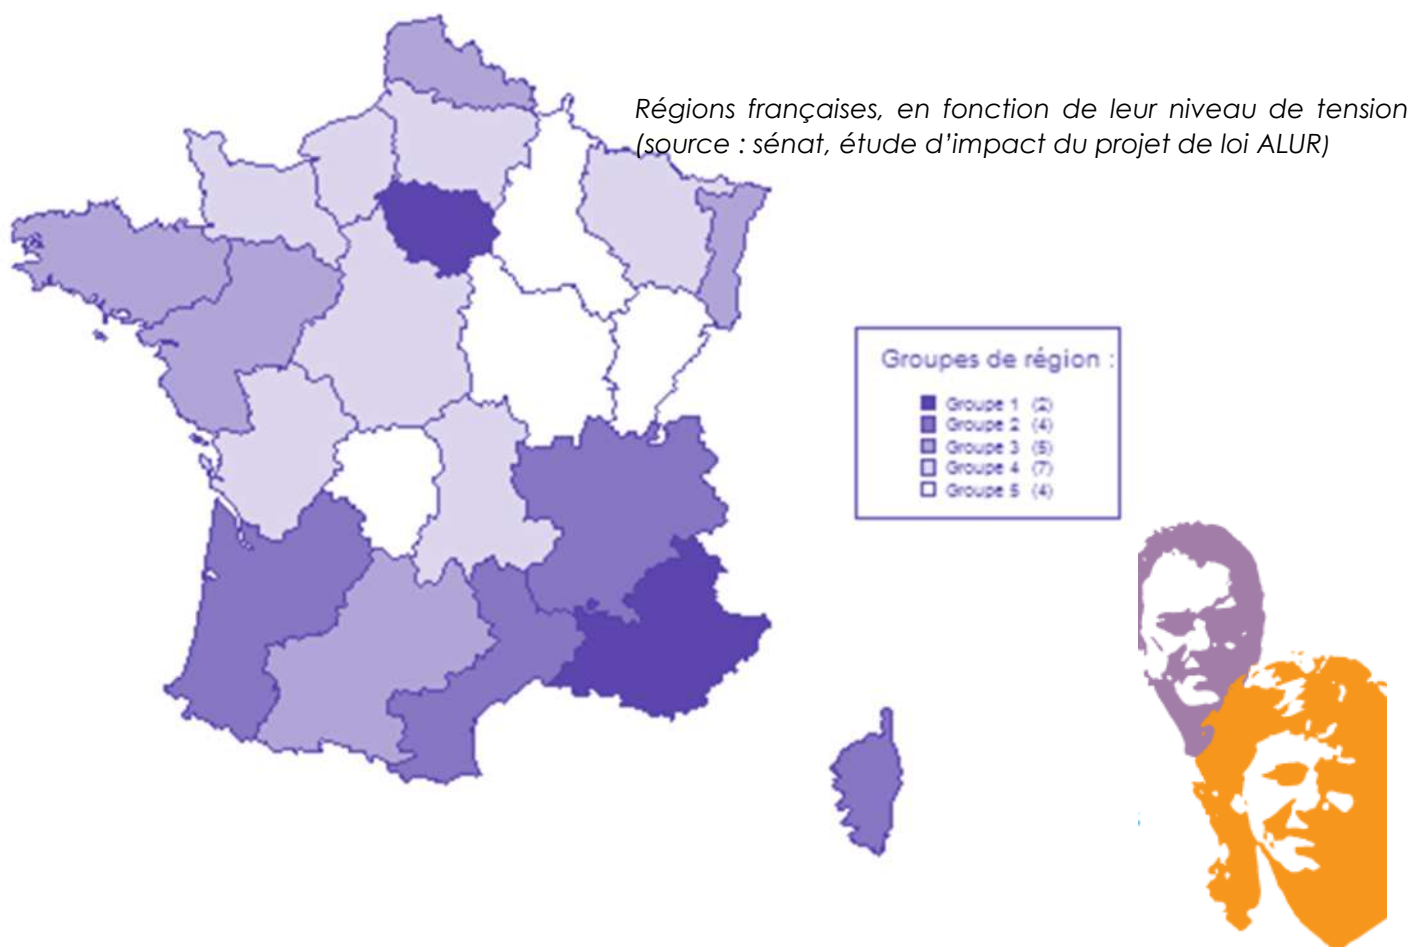 Régions françaises, en fonction de leur niveau de tension
(source : sénat, étude d’impact du projet de loi ALUR)
Groupes de région :
Groupe 1 (2)
Groupe 2 (4)
Groupe 3 (5)
Groupe 4 (7)
Groupe 5 (4)